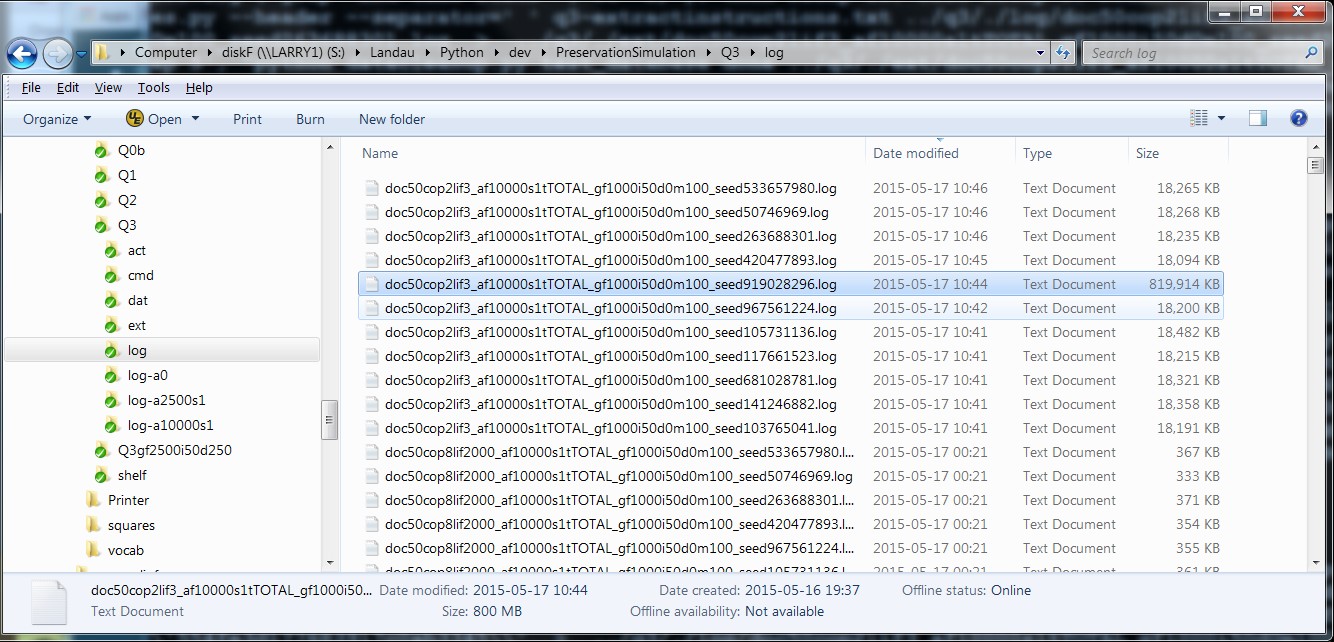 Computer ▸ diskF (\\LARRY1) (S:) ▸ Landau ▸ Python ▸ dev ▸ PreservationSimulation ▸ Q3 ▸ log
Search log
File Edit View Tools Help
Organize Open Print Burn New folder
Q0b
Q1
Q2
Q3
act
cmd
dat
ext
log
log-a0
log-a2500s1
log-a10000s1
Q3gf2500i50d250
shelf
Printer
squares
vocab
Name Date modified Type Size
doc50cop2lif3_af10000s1tTOTAL_gf1000i50d0m100_seed533657980.log 2015-05-17 10:46 Text Document 18,265 KB
doc50cop2lif3_af10000s1tTOTAL_gf1000i50d0m100_seed50746969.log 2015-05-17 10:46 Text Document 18,268 KB
doc50cop2lif3_af10000s1tTOTAL_gf1000i50d0m100_seed263688301.log 2015-05-17 10:46 Text Document 18,235 KB
doc50cop2lif3_af10000s1tTOTAL_gf1000i50d0m100_seed420477893.log 2015-05-17 10:45 Text Document 18,094 KB
doc50cop2lif3_af10000s1tTOTAL_gf1000i50d0m100_seed919028296.log 2015-05-17 10:44 Text Document 819,914 KB
doc50cop2lif3_af10000s1tTOTAL_gf1000i50d0m100_seed967561224.log 2015-05-17 10:42 Text Document 18,200 KB
doc50cop2lif3_af10000s1tTOTAL_gf1000i50d0m100_seed105731136.log 2015-05-17 10:41 Text Document 18,482 KB
doc50cop2lif3_af10000s1tTOTAL_gf1000i50d0m100_seed117661523.log 2015-05-17 10:41 Text Document 18,215 KB
doc50cop2lif3_af10000s1tTOTAL_gf1000i50d0m100_seed681028781.log 2015-05-17 10:41 Text Document 18,321 KB
doc50cop2lif3_af10000s1tTOTAL_gf1000i50d0m100_seed141246882.log 2015-05-17 10:41 Text Document 18,358 KB
doc50cop2lif3_af10000s1tTOTAL_gf1000i50d0m100_seed103765041.log 2015-05-17 10:41 Text Document 18,191 KB
doc50cop8lif2000_af10000s1tTOTAL_gf1000i50d0m100_seed533657980.l... 2015-05-17 00:21 Text Document 367 KB
doc50cop8lif2000_af10000s1tTOTAL_gf1000i50d0m100_seed50746969.log 2015-05-17 00:21 Text Document 333 KB
doc50cop8lif2000_af10000s1tTOTAL_gf1000i50d0m100_seed263688301.l... 2015-05-17 00:21 Text Document 371 KB
doc50cop8lif2000_af10000s1tTOTAL_gf1000i50d0m100_seed420477893.l... 2015-05-17 00:21 Text Document 354 KB
doc50cop8lif2000_af10000s1tTOTAL_gf1000i50d0m100_seed967561224.l... 2015-05-17 00:21 Text Document 355 KB
doc50cop8lif2000_af10000s1tTOTAL_gf1000i50d0m100_seed105731136.l... 2015-05-17 00:21 Text Document 361 KB
doc50cop2lif3_af10000s1tTOTAL_gf1000i50... Date modified: 2015-05-17 10:44 Date created: 2015-05-16 19:37 Offline status: Online
Text Document Size: 800 MB Offline availability: Not available